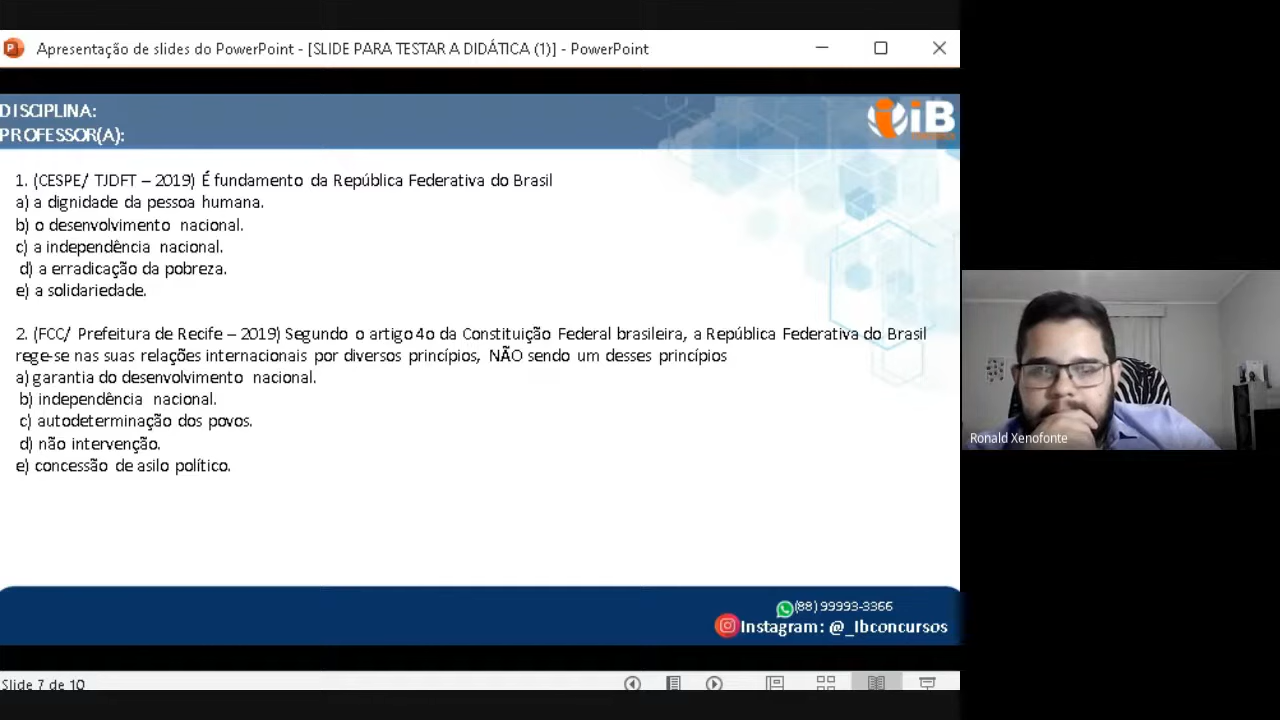 Apresentação de slides do PowerPoint - [SLIDE PARA TESTAR A DIDÁTICA (1)] - PowerPoint
DISCIPLINA:
PROFESSOR(A):
iB
1. (CESPE/ TJDFT – 2019) É fundamento da República Federativa do Brasil
a) a dignidade da pessoa humana.
b) o desenvolvimento nacional.
c) a independência nacional.
d) a erradicação da pobreza.
e) a solidariedade.
2. (FCC/ Prefeitura de Recife – 2019) Segundo o artigo 4o da Constituição Federal brasileira, a República Federativa do Brasil
rege-se nas suas relações internacionais por diversos princípios, NÃO sendo um desses princípios
a) garantia do desenvolvimento nacional.
b) independência nacional.
c) autodeterminação dos povos.
d) não intervenção.
e) concessão de asilo político.
Ronald Xenofonte
(88) 99993-3366
Instagram: @_Ibconcursos
Slide 7 de 10